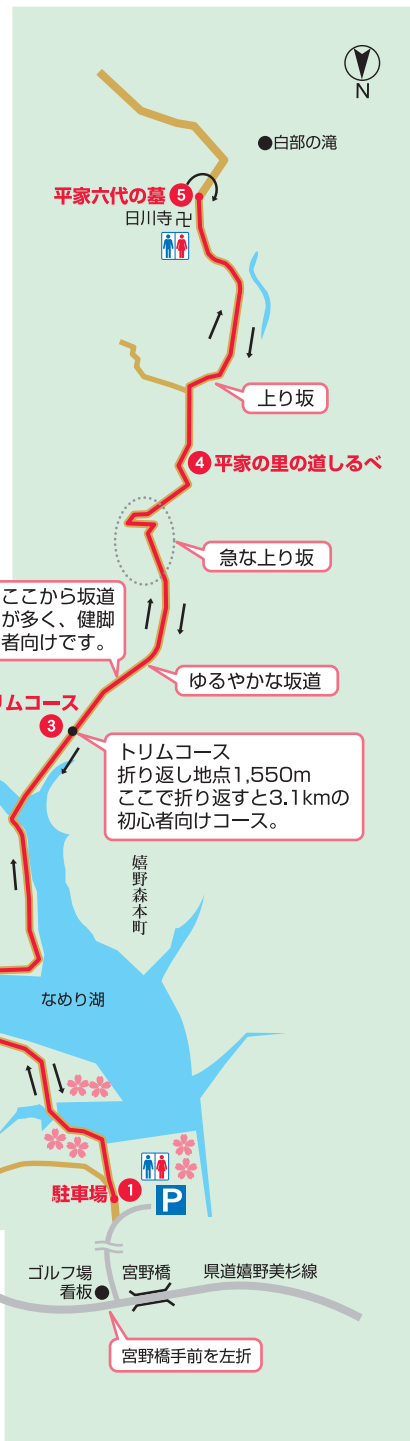 N
白部の滝
平家六代の墓 5
日川寺 卍
上り坂
4 平家の里の道しるべ
急な上り坂
ここから坂道
が多く、健脚
者向けです。
ゆるやかな坂道
リムコース
3
トリムコース
折り返し地点1,550m
ここで折り返すと3.1kmの
初心者向けコース。
嬉野森本町
なめり湖
駐車場 1
P
ゴルフ場
看板
宮野橋
県道嬉野美杉線
宮野橋手前を左折